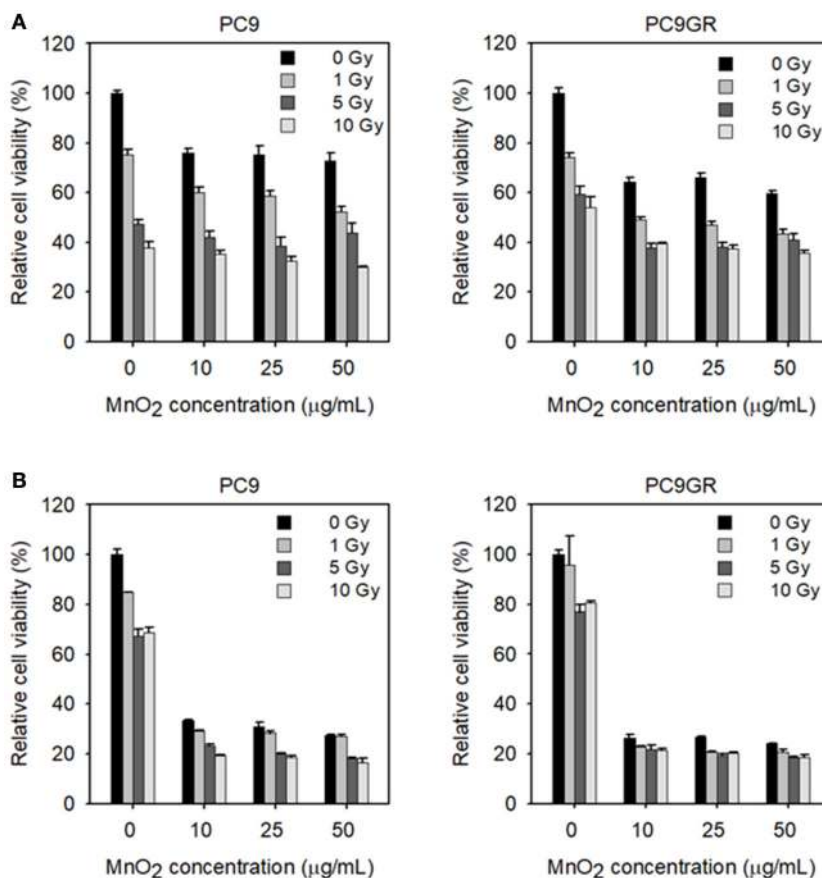 A
PC9
Relative cell viability (%)
120
100
80
60
40
20
0
0 Gy
1 Gy
5 Gy
10 Gy
0 10 25 50
MnO2 concentration (μg/mL)
PC9GR
Relative cell viability (%)
120
100
80
60
40
20
0
0 Gy
1 Gy
5 Gy
10 Gy
0 10 25 50
MnO2 concentration (μg/mL)
B
PC9
Relative cell viability (%)
120
100
80
60
40
20
0
0 Gy
1 Gy
5 Gy
10 Gy
0 10 25 50
MnO2 concentration (μg/mL)
PC9GR
Relative cell viability (%)
120
100
80
60
40
20
0
0 Gy
1 Gy
5 Gy
10 Gy
0 10 25 50
MnO2 concentration (μg/mL)